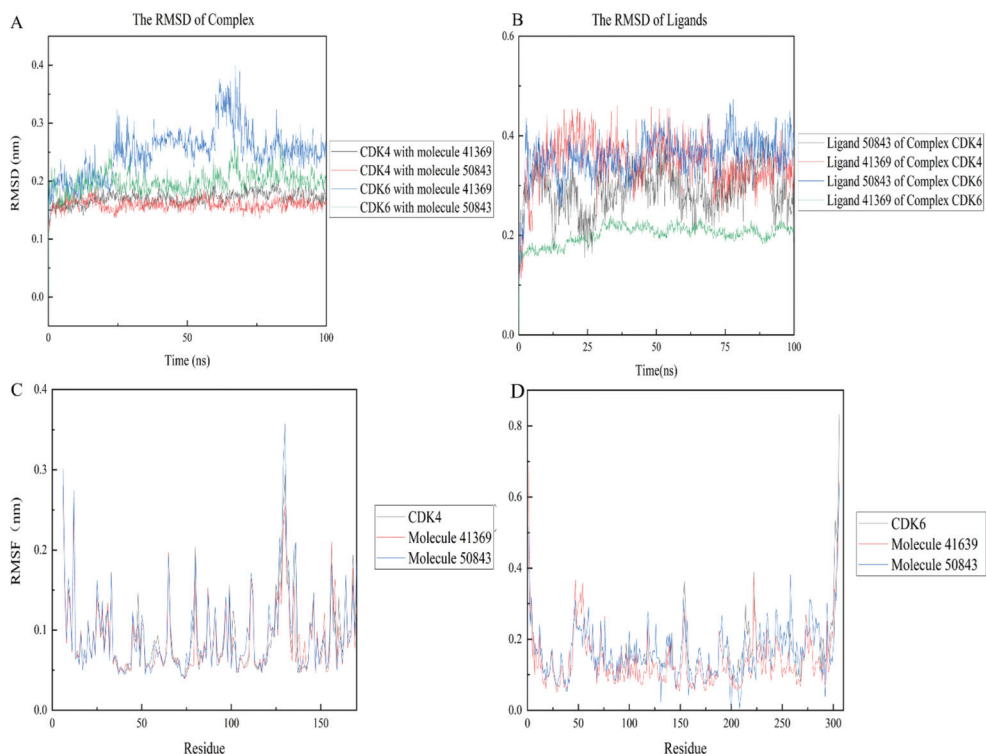 A
The RMSD of Complex
0.4
0.3
0.2
0.1
0.0
RMSD (nm)
0
50
100
Time (ns)
CDK4 with molecule 41369
CDK4 with molecule 50843
CDK6 with molecule 41369
CDK6 with molecule 50843
B
The RMSD of Ligands
0.6
0.4
0.2
0.0
0
25
50
75
100
Time(ns)
Ligand 50843 of Complex CDK4
Ligand 41369 of Complex CDK4
Ligand 50843 of Complex CDK6
Ligand 41369 of Complex CDK6
C
0.4
0.3
0.2
0.1
0.0
RMSF (nm)
0
50
100
150
Residue
CDK4
Molecule 41369
Molecule 50843
D
0.8
0.6
0.4
0.2
0.0
0
50
100
150
200
250
300
Residue
CDK6
Molecule 41639
Molecule 50843